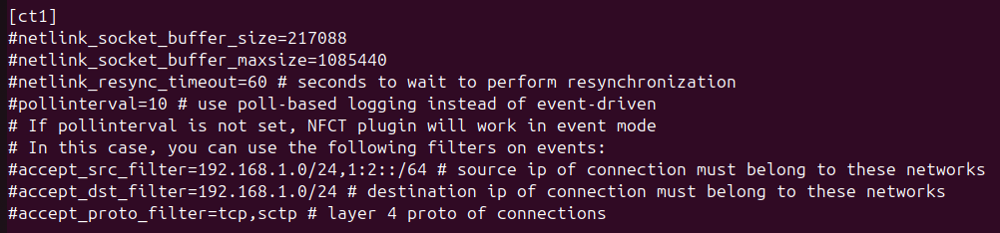 [ct1]
#netlink_socket_buffer_size=217088
#netlink_socket_buffer_maxsize=1085440
#netlink_resync_timeout=60 # seconds to wait to perform resynchronization
#pollinterval=10 # use poll-based logging instead of event-driven
# If pollinterval is not set, NFCT plugin will work in event mode
# In this case, you can use the following filters on events:
#accept_src_filter=192.168.1.0/24,1:2::/64 # source ip of connection must belong to these networks
#accept_dst_filter=192.168.1.0/24 # destination ip of connection must belong to these networks
#accept_proto_filter=tcp,sctp # layer 4 proto of connections